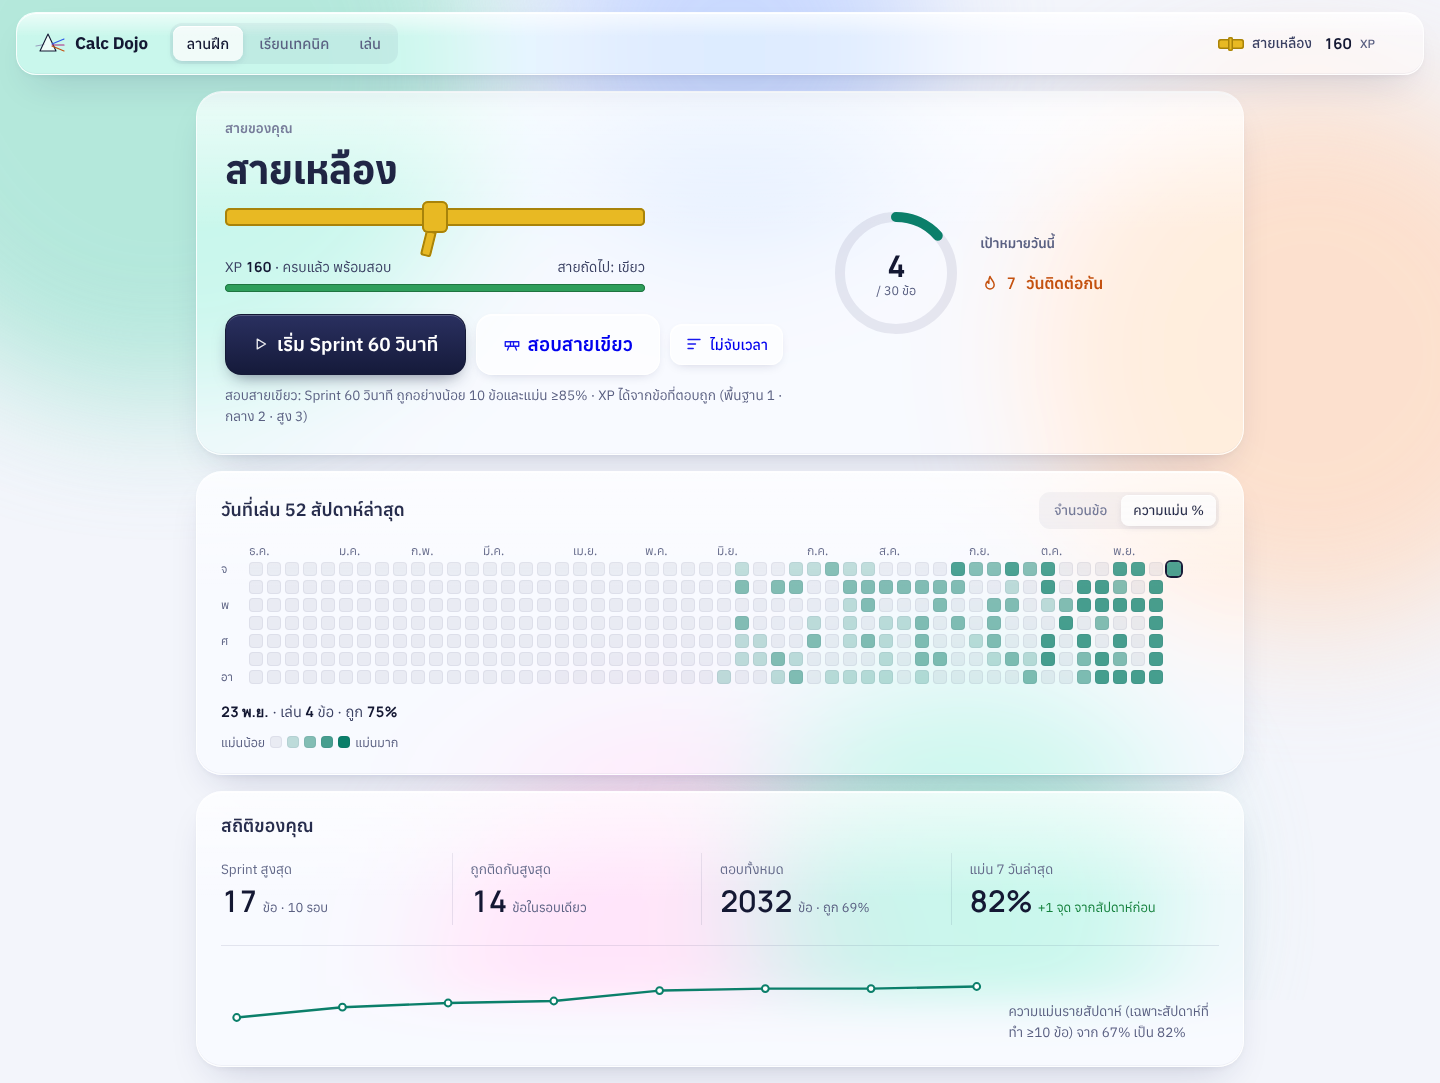 Calc Dojo
ลานฝึก
เรียนเทคนิค
เล่น
สายเหลือง 160 XP
สายของคุณ
สายเหลือง
XP 160 · ครบแล้ว พร้อมสอบ
สายถัดไป: เขียว
เริ่ม Sprint 60 วินาที
สอบสายเขียว
ไม่จับเวลา
สอบสายเขียว: Sprint 60 วินาที ถูกอย่างน้อย 10 ข้อและแม่น ≥85% · XP ได้จากข้อที่ตอบถูก (พื้นฐาน 1 ·
กลาง 2 · สูง 3)
4
/ 30 ข้อ
เป้าหมายวันนี้
7 วันติดต่อกัน
วันที่เล่น 52 สัปดาห์ล่าสุด
จำนวนข้อ
ความแม่น %
ธ.ค. ม.ค. ก.พ. มี.ค. เม.ย. พ.ค. มิ.ย. ก.ค. ส.ค. ก.ย. ต.ค. พ.ย.
จ
พ
ศ
อา
23 พ.ย. · เล่น 4 ข้อ · ถูก 75%
แม่นน้อย
แม่นมาก
สถิติของคุณ
Sprint สูงสุด
17 ข้อ · 10 รอบ
ถูกติดกันสูงสุด
14 ข้อในรอบเดียว
ตอบทั้งหมด
2032 ข้อ · ถูก 69%
แม่น 7 วันล่าสุด
82% +1 จุด จากสัปดาห์ก่อน
ความแม่นรายสัปดาห์ (เฉพาะสัปดาห์ที่
ทำ ≥10 ข้อ) จาก 67% เป็น 82%